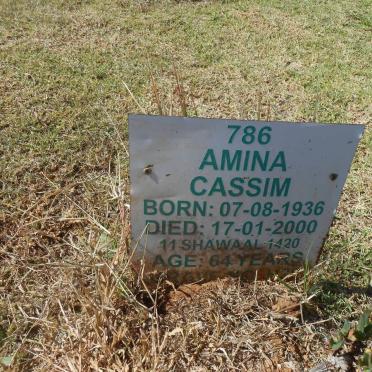 786
AMINA
CASSIM
BORN: 07-08-1936
DIED: 17-01-2000
11 SHAWAAL 1420
AGE: 64 YEARS